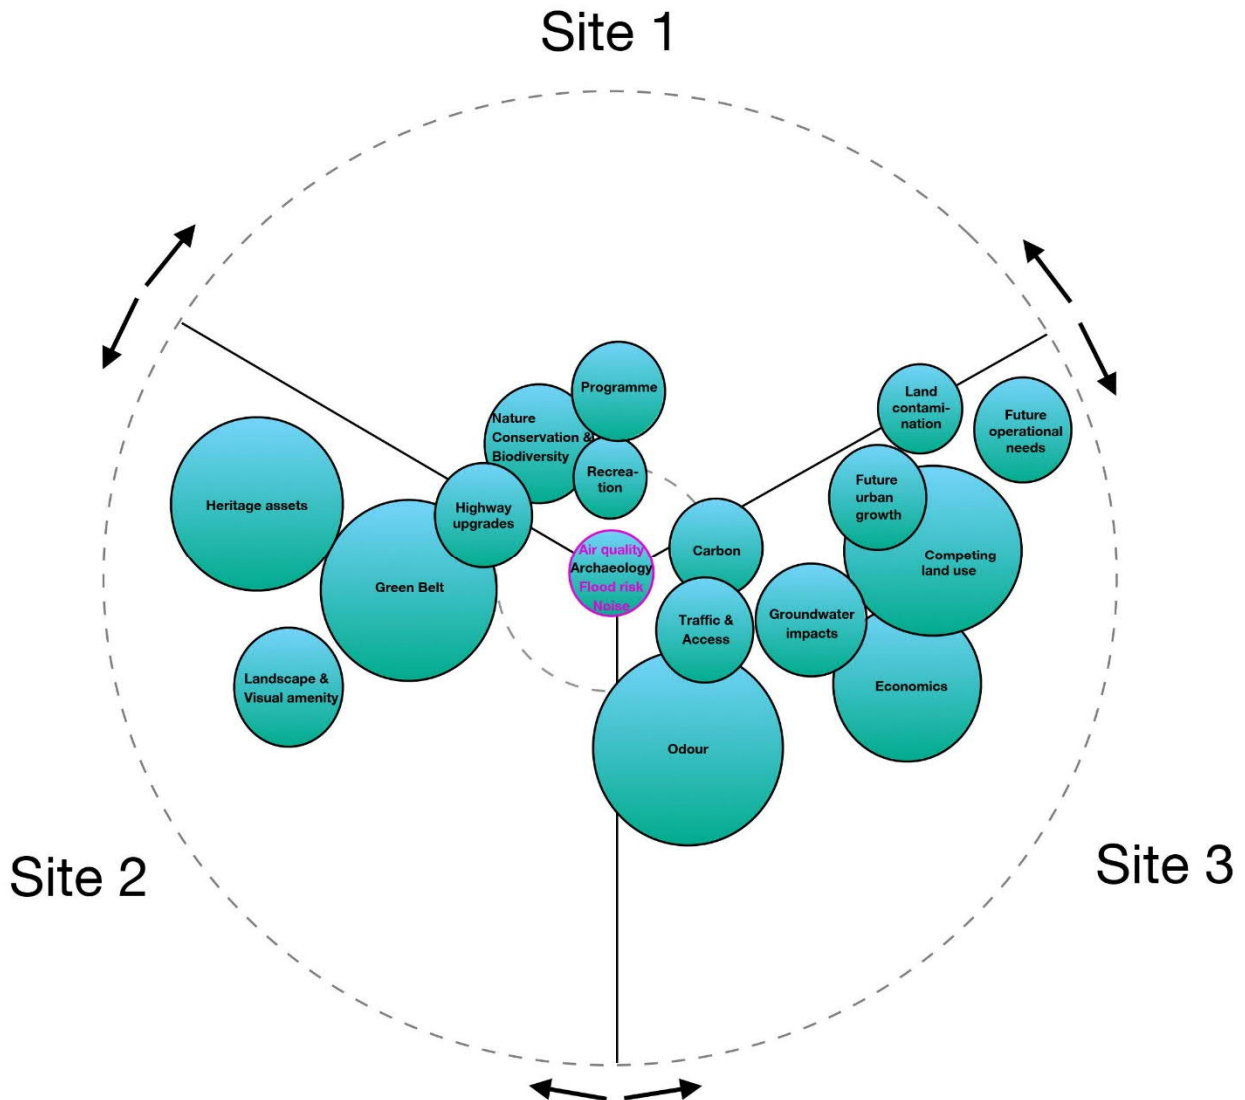 Site 1
Programme
Nature
Conservation &
Biodiversity
Recrea-
tion
Land
contami-
nation
Future
operational
needs
Heritage assets
Highway
upgrades
Future
urban
growth
Green Belt
Air quality
Archaeology
Flood risk
Noise
Carbon
Competing
land use
Traffic &
Access
Groundwater
impacts
Landscape &
Visual amenity
Economics
Odour
Site 2
Site 3